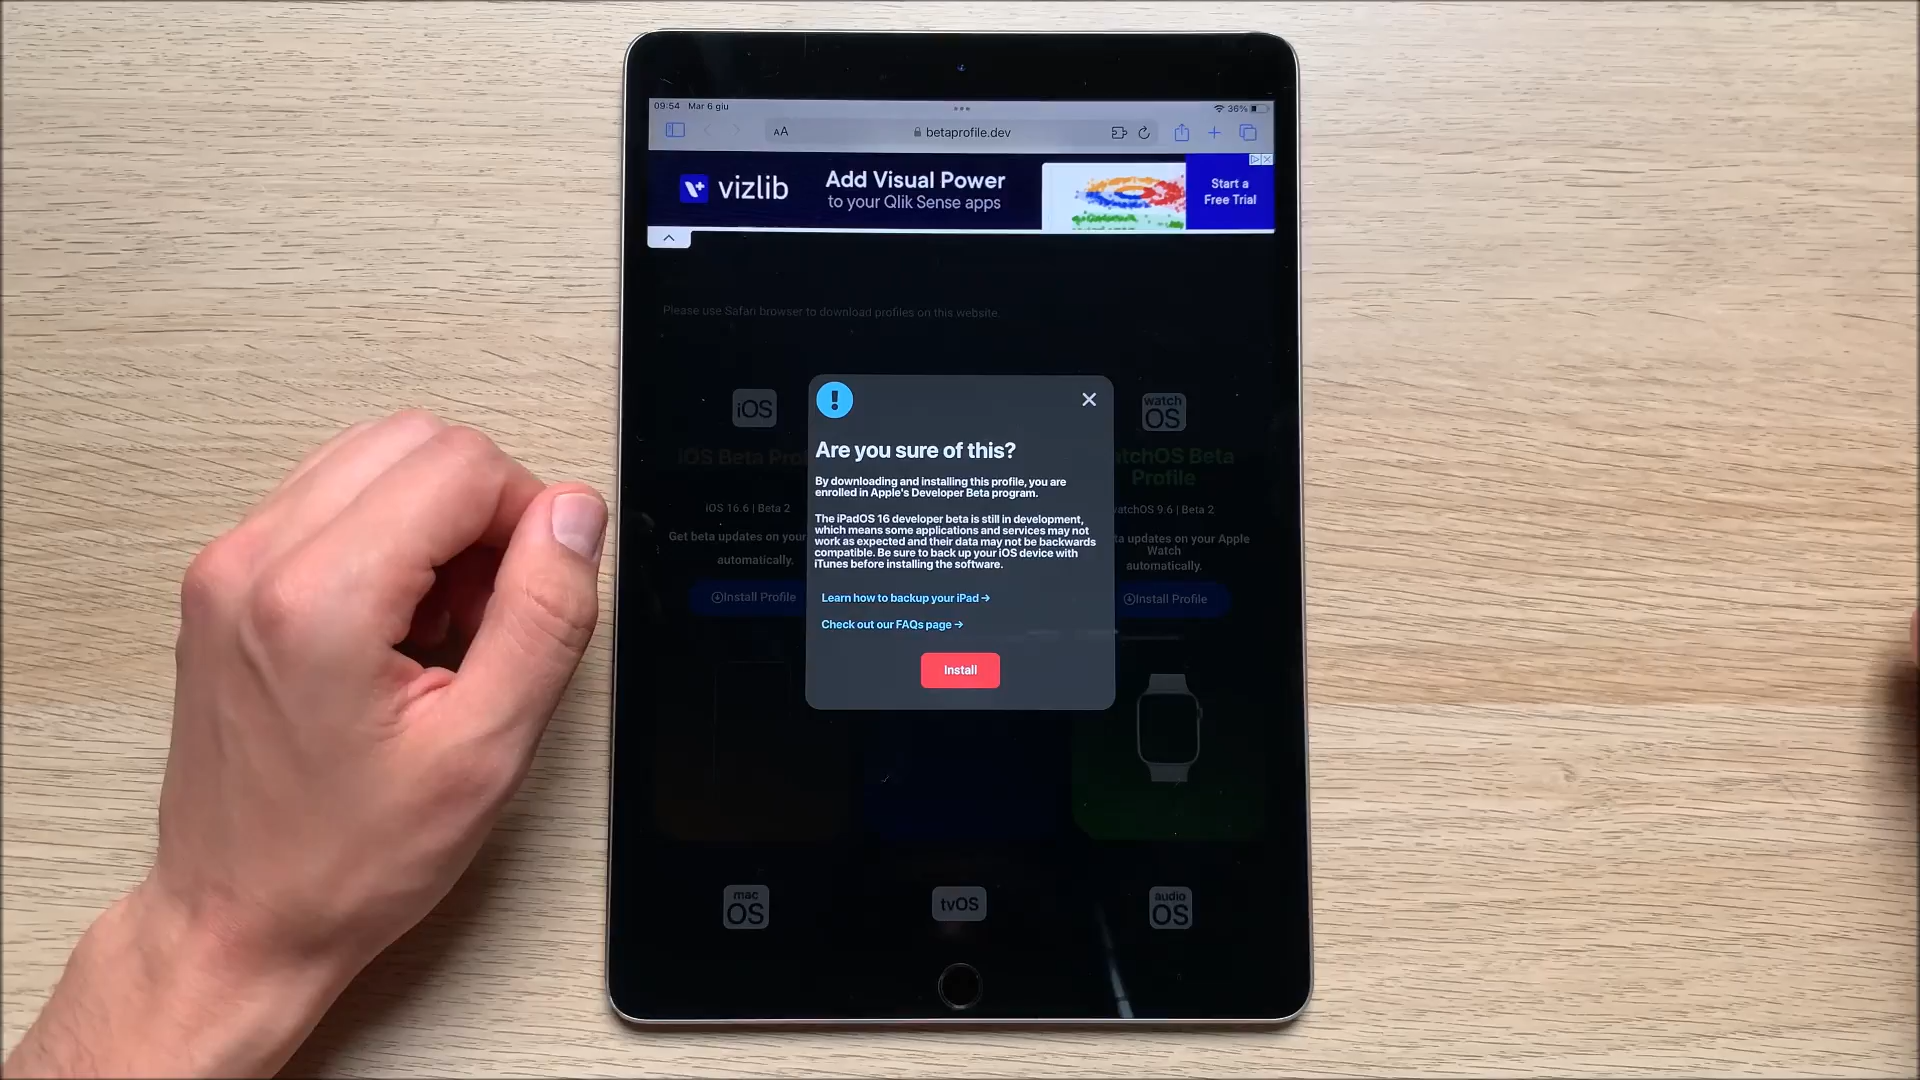 09:54 Mar 6 giu
36%
AA
betaprofile.dev
vizlib
Add Visual Power
to your Qlik Sense apps
Start a
Free Trial
Please use Safari browser to download profiles on this website.
iOS
iOS Beta Pro
iOS 16.6 | Beta 2
Get beta updates on your
automatically.
Install Profile
Are you sure of this?
By downloading and installing this profile, you are
enrolled in Apple's Developer Beta program.
The iPadOS 16 developer beta is still in development,
which means some applications and services may not
work as expected and their data may not be backwards
compatible. Be sure to back up your iOS device with
iTunes before installing the software.
Learn how to backup your iPad →
Check out our FAQs page →
Install
watch
OS
tchOS Beta
Profile
atchOS 9.6 | Beta 2
ta updates on your Apple
Watch
automatically.
Install Profile
mac
OS
tvOS
audio
OS